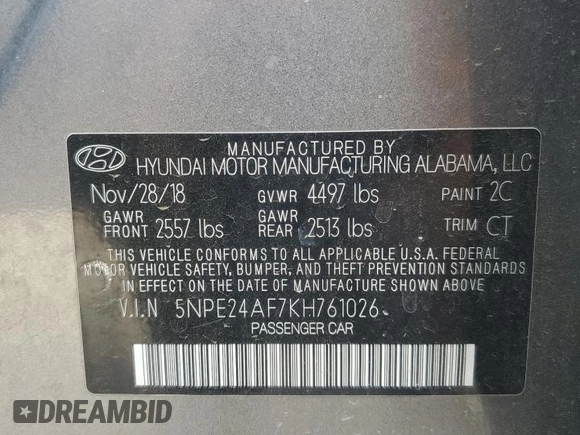 MANUFACTURED BY
HYUNDAI MOTOR MANUFACTURING ALABAMA, LLC
Nov/28/18 GVWR 4497 lbs PAINT 2C
GAWR FRONT 2557 lbs GAWR REAR 2513 lbs TRIM CT
THIS VEHICLE CONFORMS TO ALL APPLICABLE U.S.A. FEDERAL
MOTOR VEHICLE SAFETY, BUMPER, AND THEFT PREVENTION STANDARDS
IN EFFECT ON THE DATE OF MANUFACTURE SHOWN ABOVE
V.I.N 5NPE24AF7KH761026
PASSENGER CAR
DREAMBID